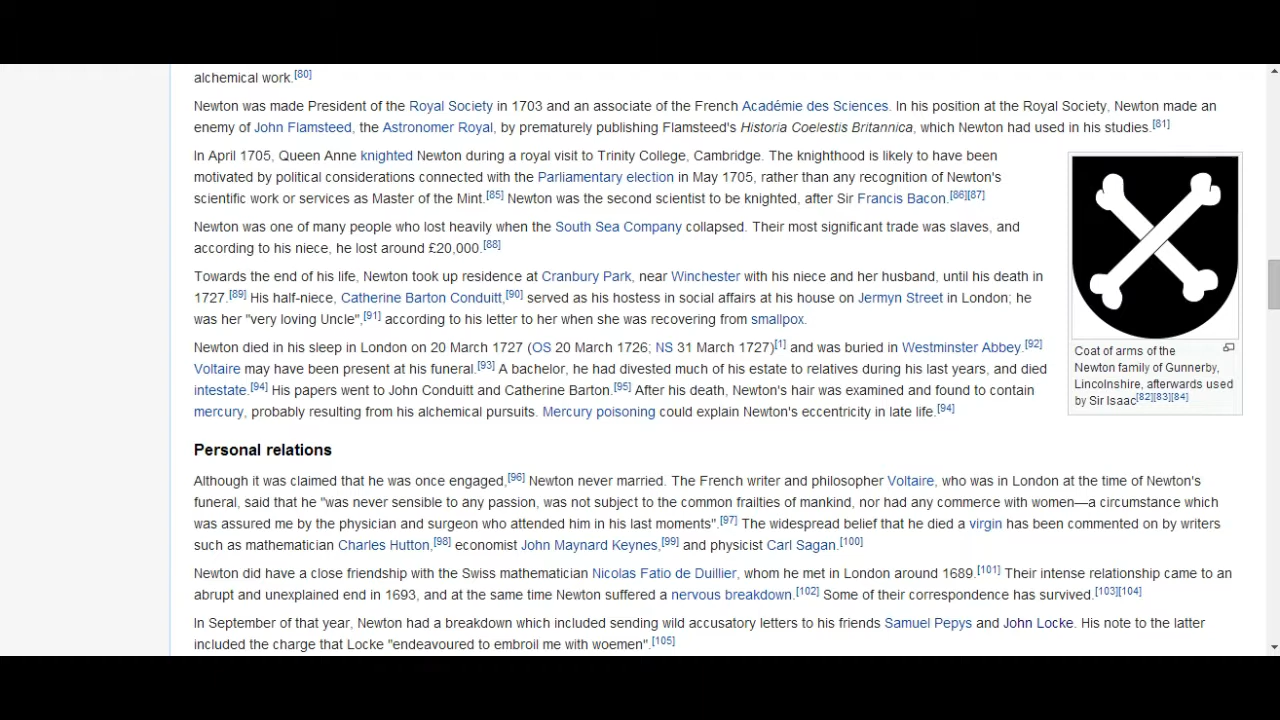 alchemical work.[80]
Newton was made President of the Royal Society in 1703 and an associate of the French Académie des Sciences. In his position at the Royal Society, Newton made an
enemy of John Flamsteed, the Astronomer Royal, by prematurely publishing Flamsteed's Historia Coelestis Britannica, which Newton had used in his studies.[81]
In April 1705, Queen Anne knighted Newton during a royal visit to Trinity College, Cambridge. The knighthood is likely to have been
motivated by political considerations connected with the Parliamentary election in May 1705, rather than any recognition of Newton's
scientific work or services as Master of the Mint.[85] Newton was the second scientist to be knighted, after Sir Francis Bacon.[86][87]
Newton was one of many people who lost heavily when the South Sea Company collapsed. Their most significant trade was slaves, and
according to his niece, he lost around £20,000.[88]
Towards the end of his life, Newton took up residence at Cranbury Park, near Winchester with his niece and her husband, until his death in
1727.[89] His half-niece, Catherine Barton Conduitt,[90] served as his hostess in social affairs at his house on Jermyn Street in London; he
was her "very loving Uncle",[91] according to his letter to her when she was recovering from smallpox.
Newton died in his sleep in London on 20 March 1727 (OS 20 March 1726; NS 31 March 1727)[1] and was buried in Westminster Abbey.[92]
Voltaire may have been present at his funeral.[93] A bachelor, he had divested much of his estate to relatives during his last years, and died
intestate.[94] His papers went to John Conduitt and Catherine Barton.[95] After his death, Newton's hair was examined and found to contain
mercury, probably resulting from his alchemical pursuits. Mercury poisoning could explain Newton's eccentricity in late life.[94]
Coat of arms of the
Newton family of Gunnerby,
Lincolnshire, afterwards used
by Sir Isaac[82][83][84]
Personal relations
Although it was claimed that he was once engaged,[96] Newton never married. The French writer and philosopher Voltaire, who was in London at the time of Newton's
funeral, said that he "was never sensible to any passion, was not subject to the common frailties of mankind, nor had any commerce with women—a circumstance which
was assured me by the physician and surgeon who attended him in his last moments".[97] The widespread belief that he died a virgin has been commented on by writers
such as mathematician Charles Hutton,[98] economist John Maynard Keynes,[99] and physicist Carl Sagan.[100]
Newton did have a close friendship with the Swiss mathematician Nicolas Fatio de Duillier, whom he met in London around 1689.[101] Their intense relationship came to an
abrupt and unexplained end in 1693, and at the same time Newton suffered a nervous breakdown.[102] Some of their correspondence has survived.[103][104]
In September of that year, Newton had a breakdown which included sending wild accusatory letters to his friends Samuel Pepys and John Locke. His note to the latter
included the charge that Locke "endeavoured to embroil me with woemen".[105]